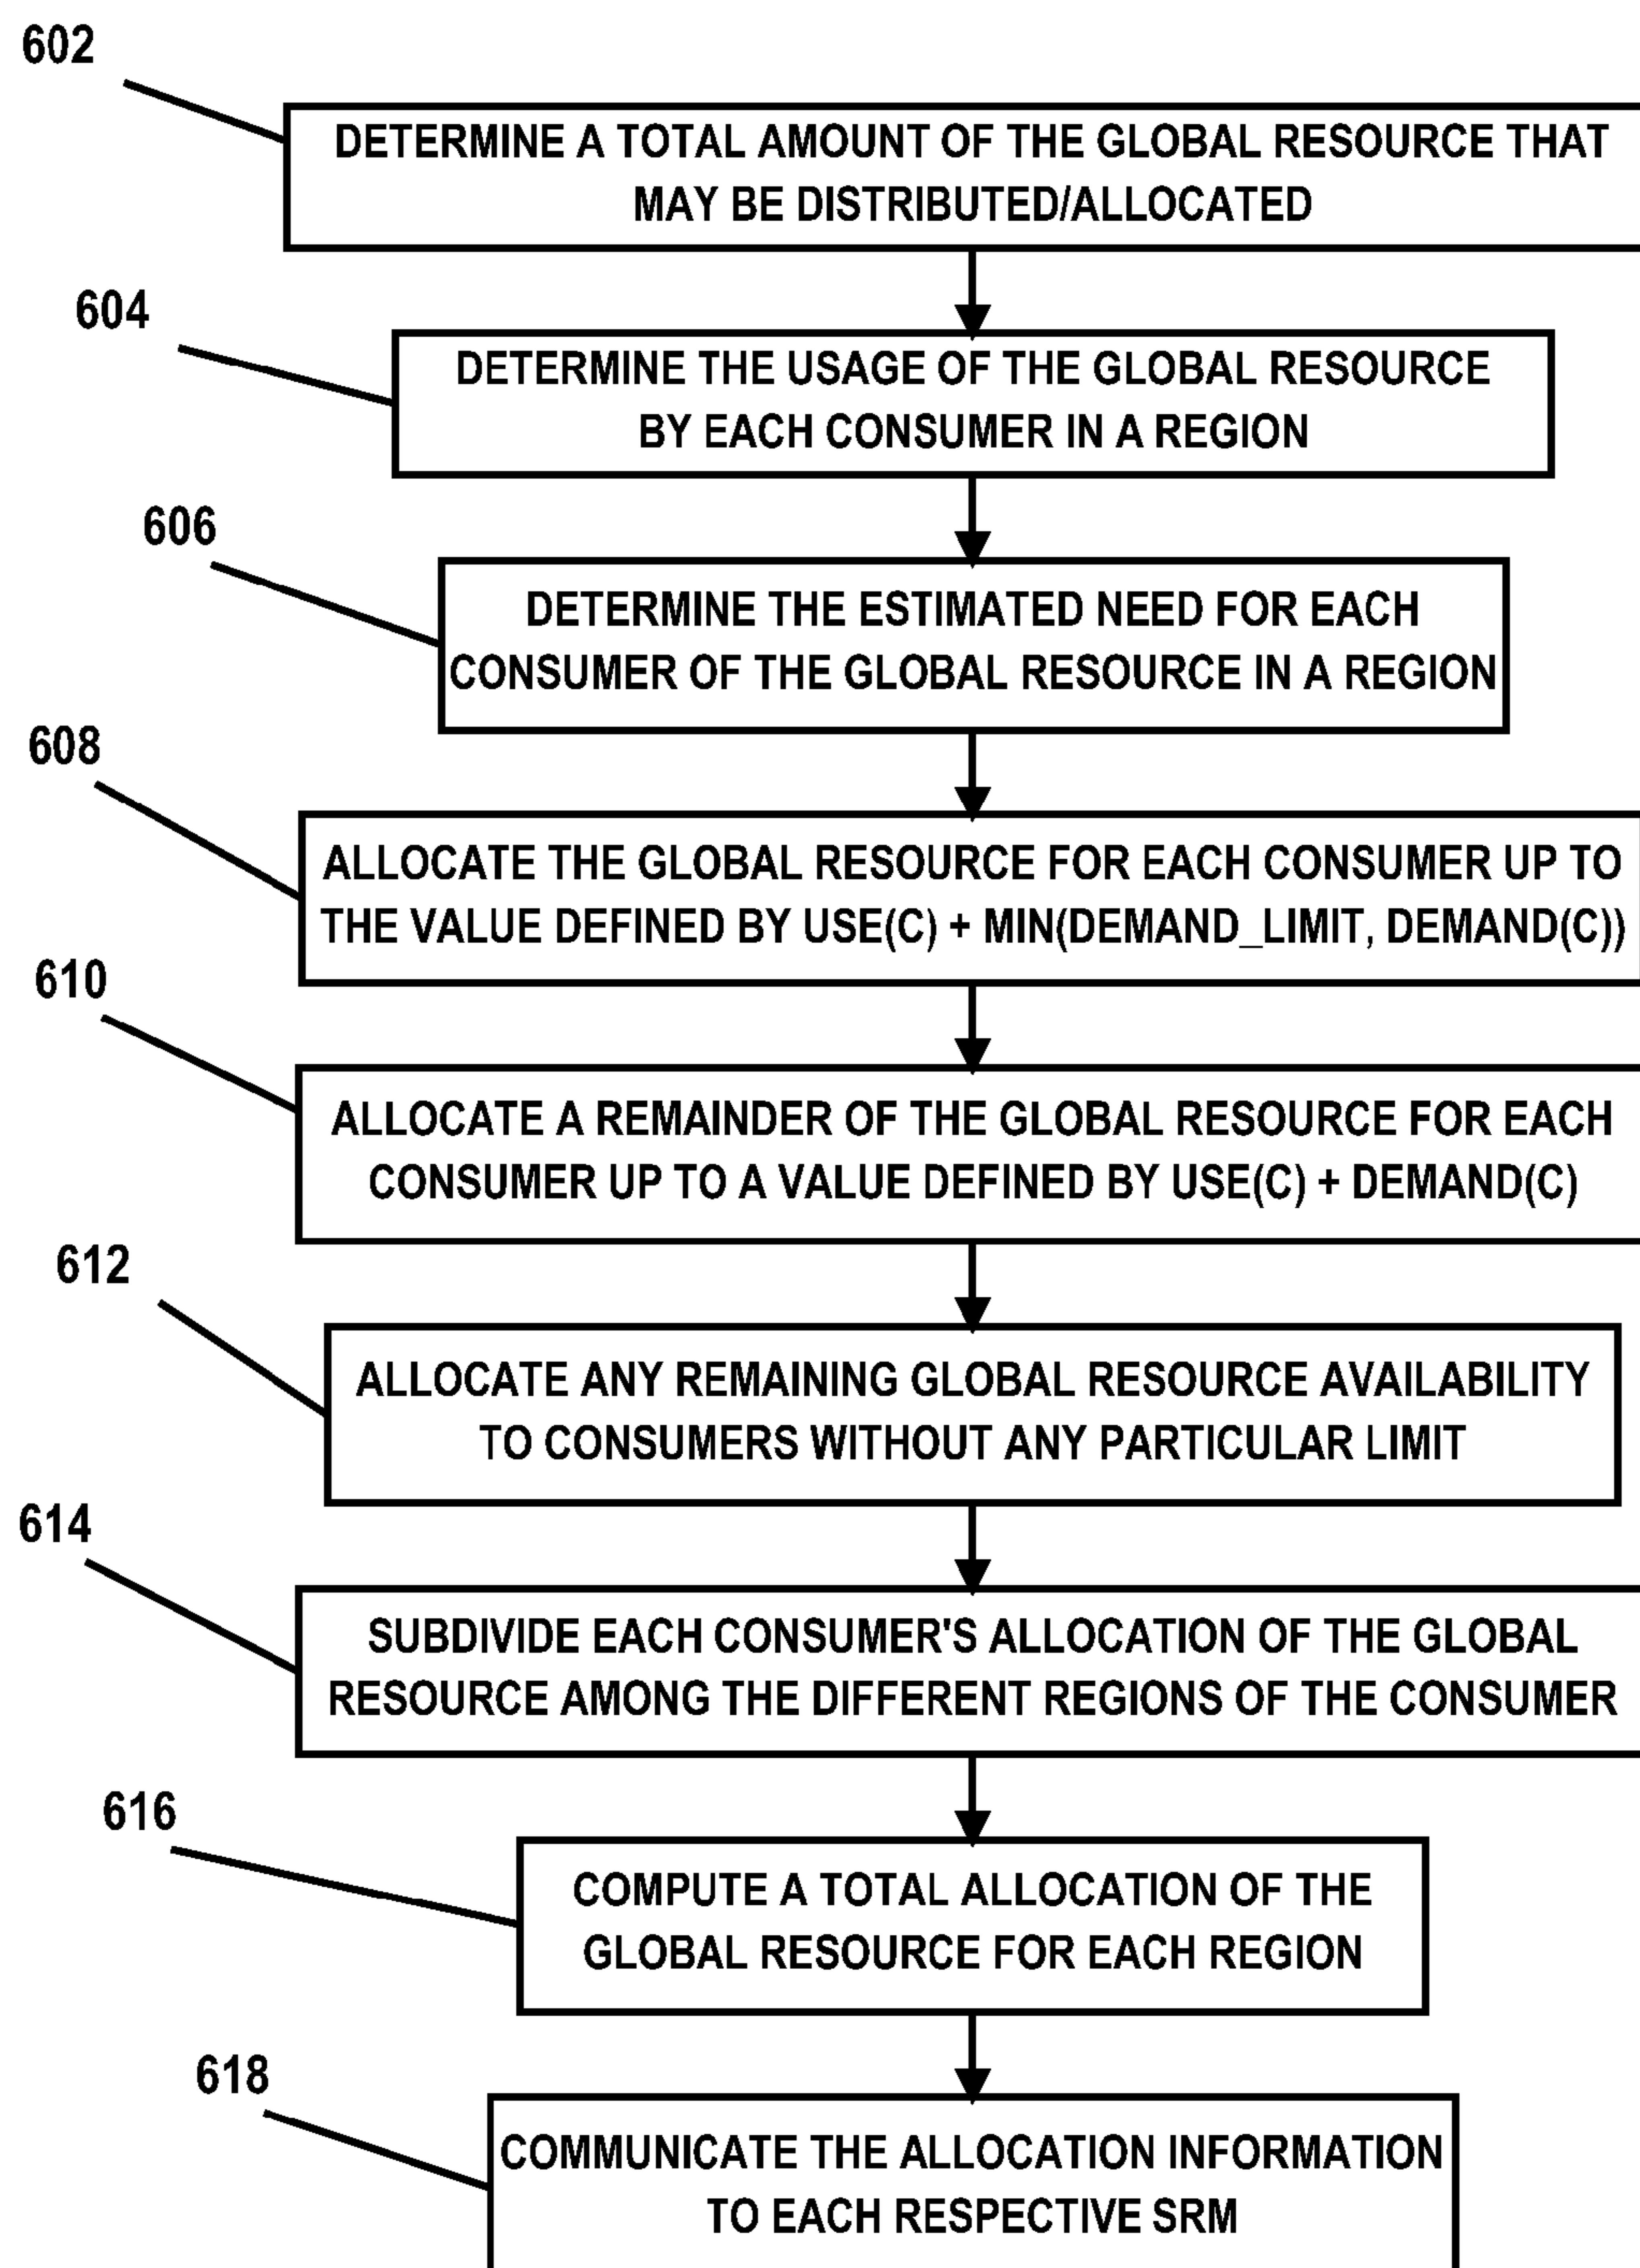 602
DETERMINE A TOTAL AMOUNT OF THE GLOBAL RESOURCE THAT
MAY BE DISTRIBUTED/ALLOCATED
604
DETERMINE THE USAGE OF THE GLOBAL RESOURCE
BY EACH CONSUMER IN A REGION
606
DETERMINE THE ESTIMATED NEED FOR EACH
CONSUMER OF THE GLOBAL RESOURCE IN A REGION
608
ALLOCATE THE GLOBAL RESOURCE FOR EACH CONSUMER UP TO
THE VALUE DEFINED BY USE(C) + MIN(DEMAND_LIMIT, DEMAND(C))
610
ALLOCATE A REMAINDER OF THE GLOBAL RESOURCE FOR EACH
CONSUMER UP TO A VALUE DEFINED BY USE(C) + DEMAND(C)
612
ALLOCATE ANY REMAINING GLOBAL RESOURCE AVAILABILITY
TO CONSUMERS WITHOUT ANY PARTICULAR LIMIT
614
SUBDIVIDE EACH CONSUMER'S ALLOCATION OF THE GLOBAL
RESOURCE AMONG THE DIFFERENT REGIONS OF THE CONSUMER
616
COMPUTE A TOTAL ALLOCATION OF THE
GLOBAL RESOURCE FOR EACH REGION
618
COMMUNICATE THE ALLOCATION INFORMATION
TO EACH RESPECTIVE SRM